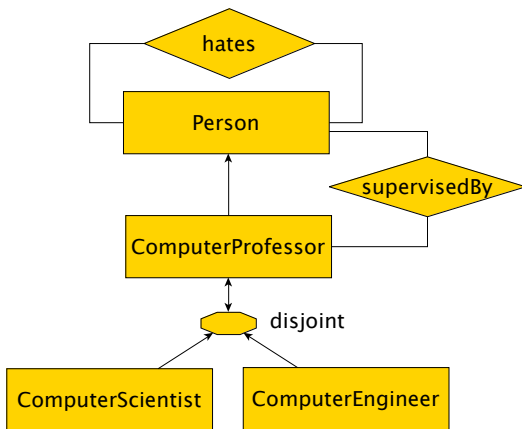 hates
Person
supervisedBy
ComputerProfessor
disjoint
ComputerScientist
ComputerEngineer